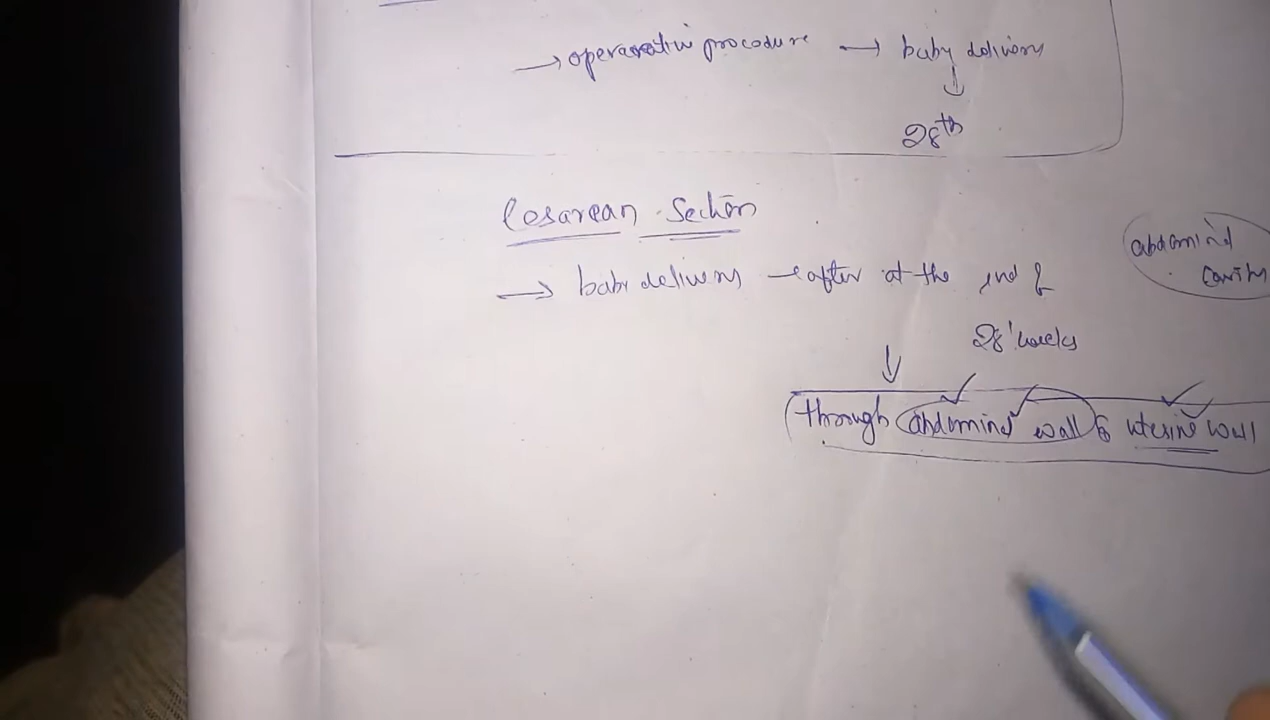 → operative procedure → baby delivery
↓
28th
Cesarean Section
→ baby delivery → after at the end of
28 weeks
↓
through abdominal wall & uterine wall
abdominal
cavity